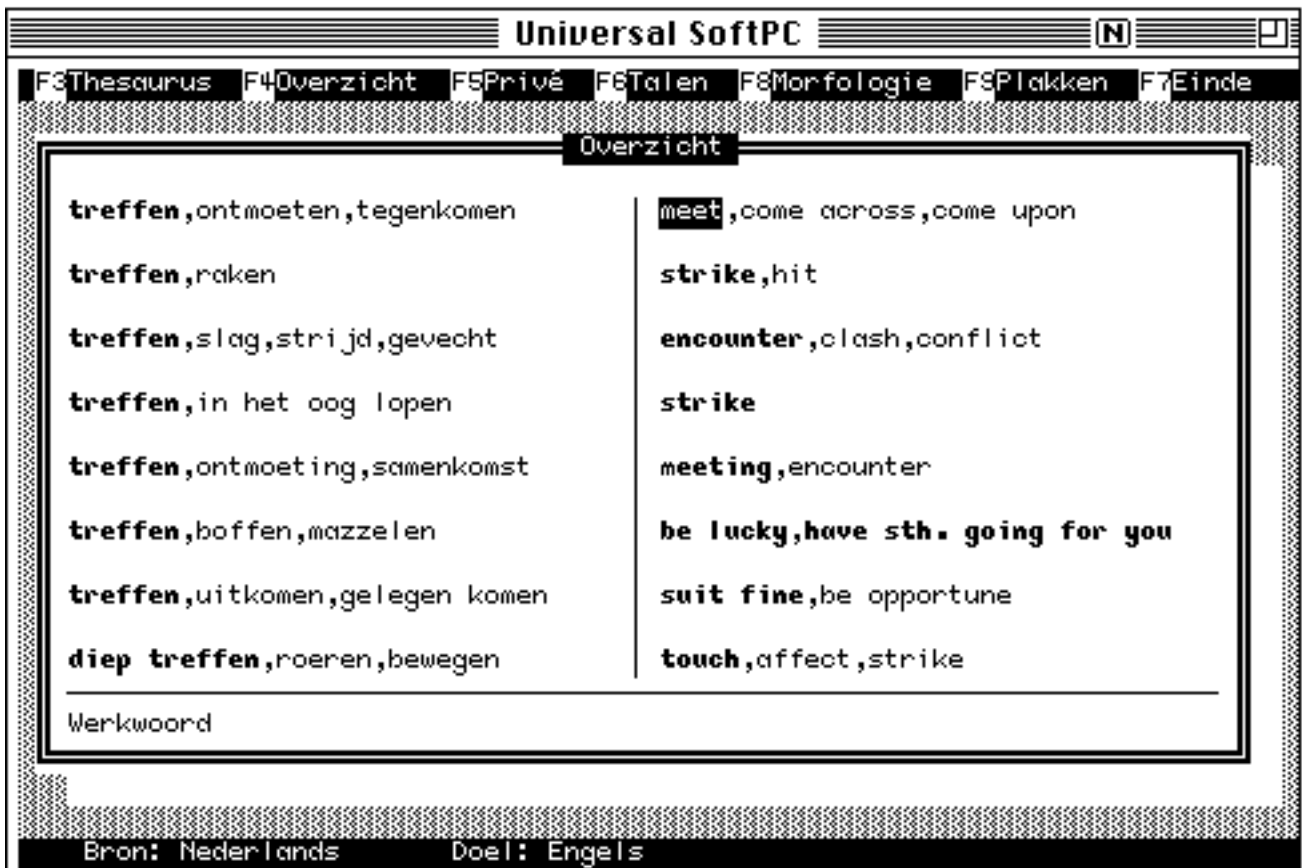 Universal SoftPC N
F3Thesaurus F4Overzicht F5Privé F6Talen F8Morfologie F9Plakken F7Einde
Overzicht
treffen,ontmoeten,tegenkomen meet,come across,come upon
treffen,raken strike,hit
treffen,slag,strijd,gevecht encounter,clash,conflict
treffen,in het oog lopen strike
treffen,ontmoeting,samenkomst meeting,encounter
treffen,boffen,mazzelen be lucky,have sth. going for you
treffen,uitkomen,gelegen komen suit fine,be opportune
diep treffen,roeren,bewegen touch,affect,strike
Werkwoord
Bron: Nederlands Doel: Engels